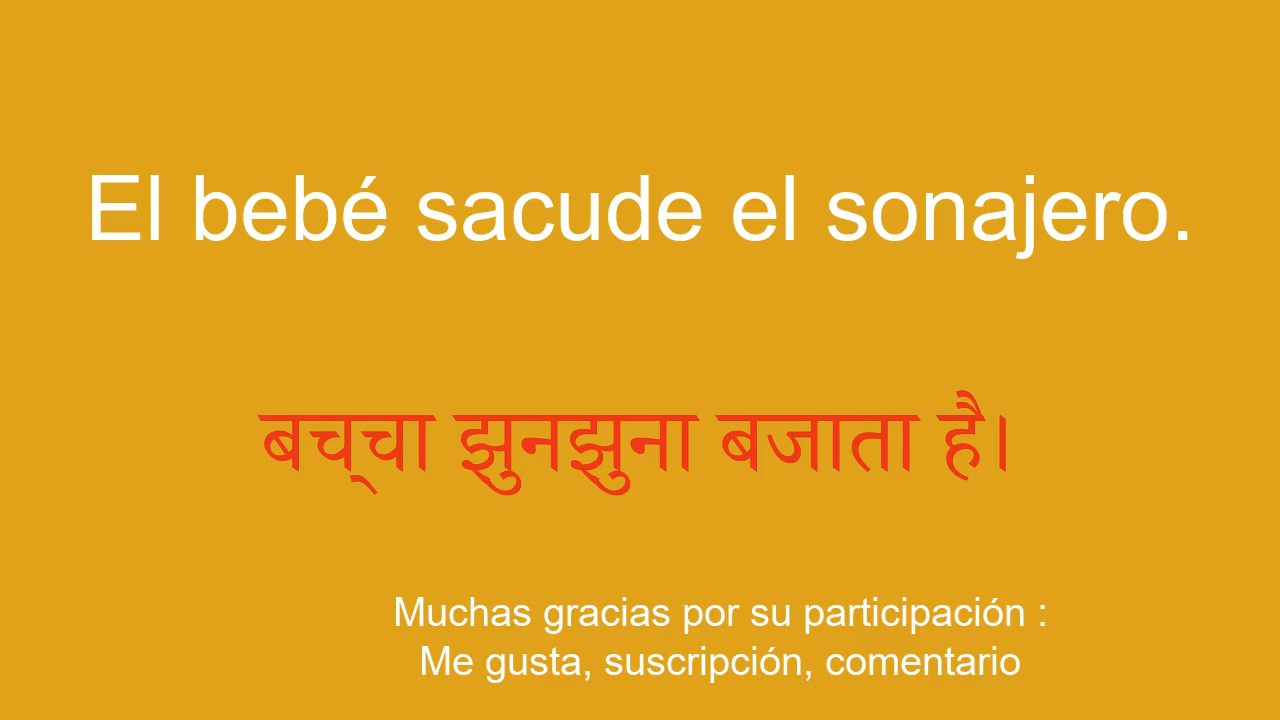 El bebé sacude el sonajero.
बच्चा झुनझुना बजाता है।
Muchas gracias por su participación :
Me gusta, suscripción, comentario